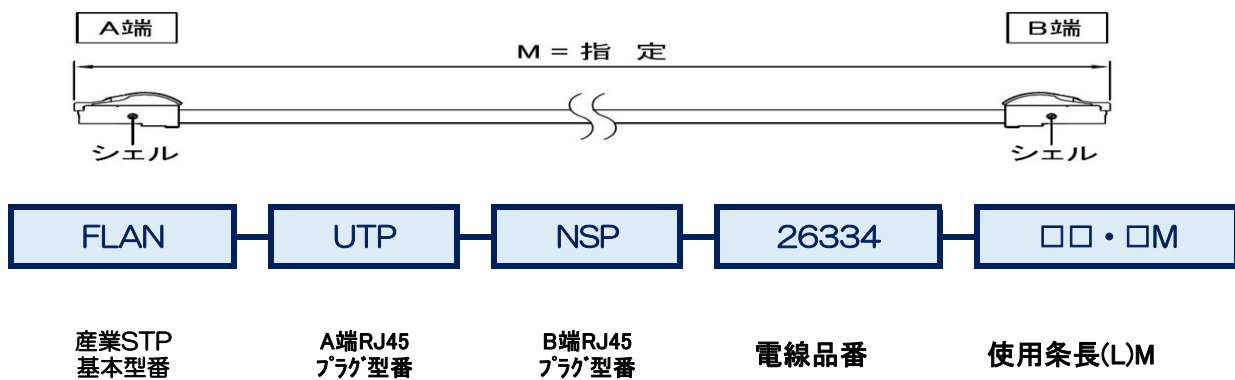 A端
B端
M = 指 定
シェル
シェル
FLAN
UTP
NSP
26334
□□・□M
産業STP
基本型番
A端RJ45
プラグ型番
B端RJ45
プラグ型番
電線品番
使用条長(L)M